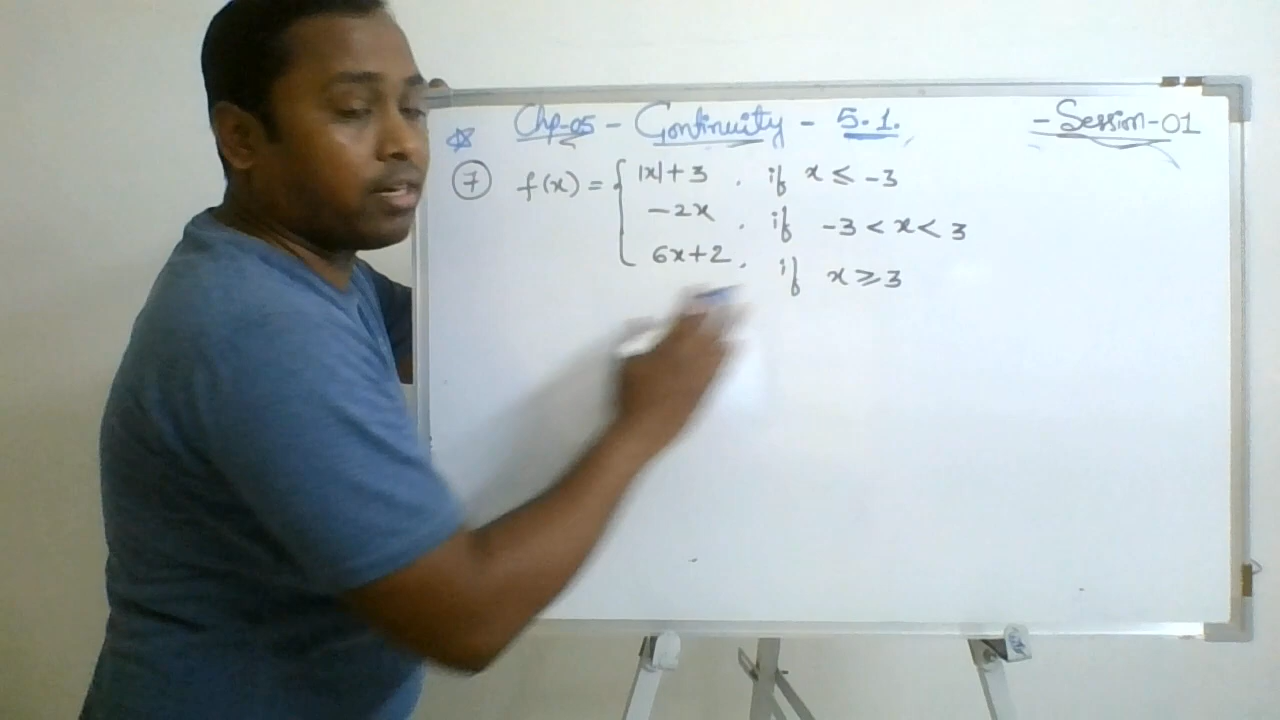 ☆ Chp-05 - Continuity - 5.1. - Session-01
7 f(x) = { |x|+3 , if x ≤ -3
-2x , if -3 < x < 3
6x+2 , if x ≥ 3